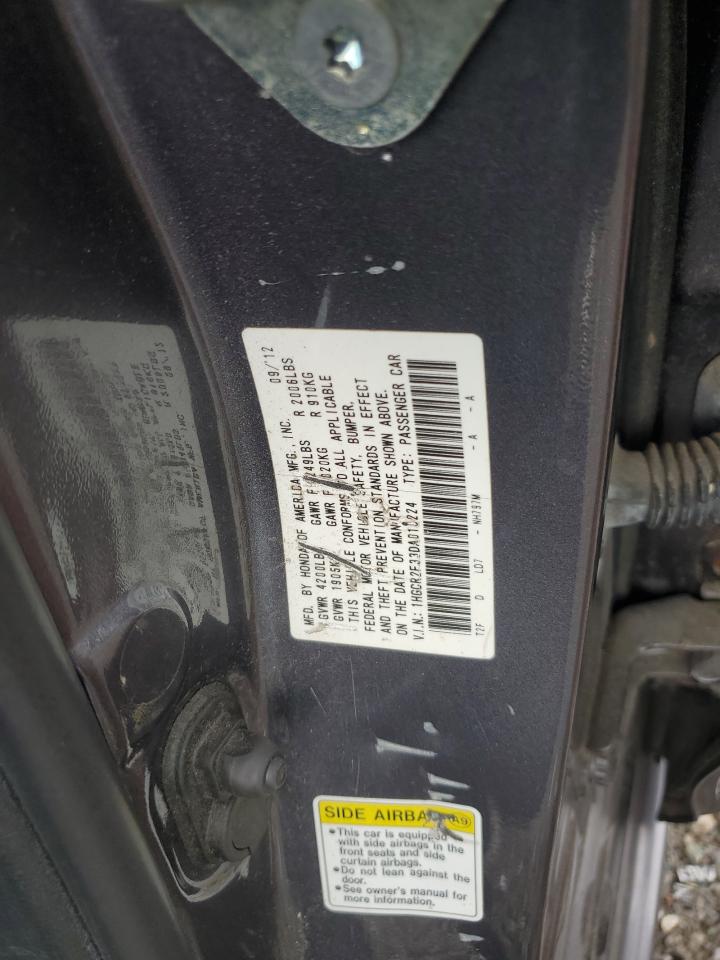 MFD. BY HONDA OF AMERICA MFG., INC. 09/12
GVWR 4200LBS GAWR F 2249LBS R 2006LBS
GVWR 1905KG GAWR F 1020KG R 910KG
THIS VEHICLE CONFORMS TO ALL APPLICABLE
FEDERAL MOTOR VEHICLE SAFETY, BUMPER,
AND THEFT PREVENTION STANDARDS IN EFFECT
ON THE DATE OF MANUFACTURE SHOWN ABOVE.
V.I.N.: TYPE: PASSENGER CAR
T2F D LD7 - NH797M - A - A
SIDE AIRBAG
•This car is equipped
with side airbags in the
front seats and side
curtain airbags.
•Do not lean against the
door.
•See owner's manual for
more information.